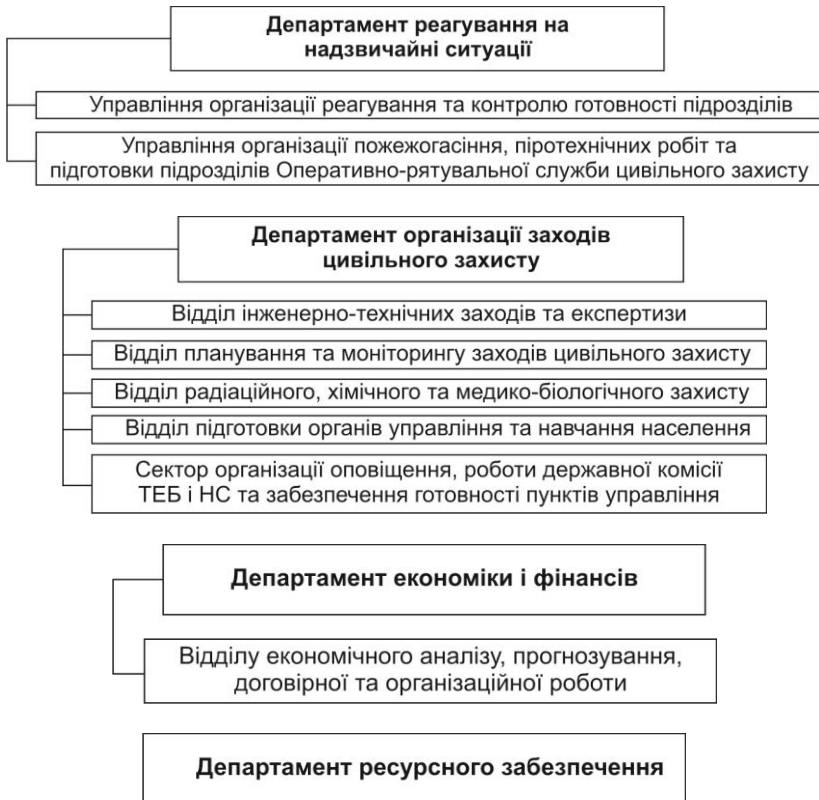 Департамент реагування на
надзвичайні ситуації
Управління організації реагування та контролю готовності підрозділів
Управління організації пожежогасіння, піротехнічних робіт та
підготовки підрозділів Оперативно-рятувальної служби цивільного захисту
Департамент організації заходів
цивільного захисту
Відділ інженерно-технічних заходів та експертизи
Відділ планування та моніторингу заходів цивільного захисту
Відділ радіаційного, хімічного та медико-біологічного захисту
Відділ підготовки органів управління та навчання населення
Сектор організації оповіщення, роботи державної комісії
ТЕБ і НС та забезпечення готовності пунктів управління
Департамент економіки і фінансів
Відділу економічного аналізу, прогнозування,
договірної та організаційної роботи
Департамент ресурсного забезпечення